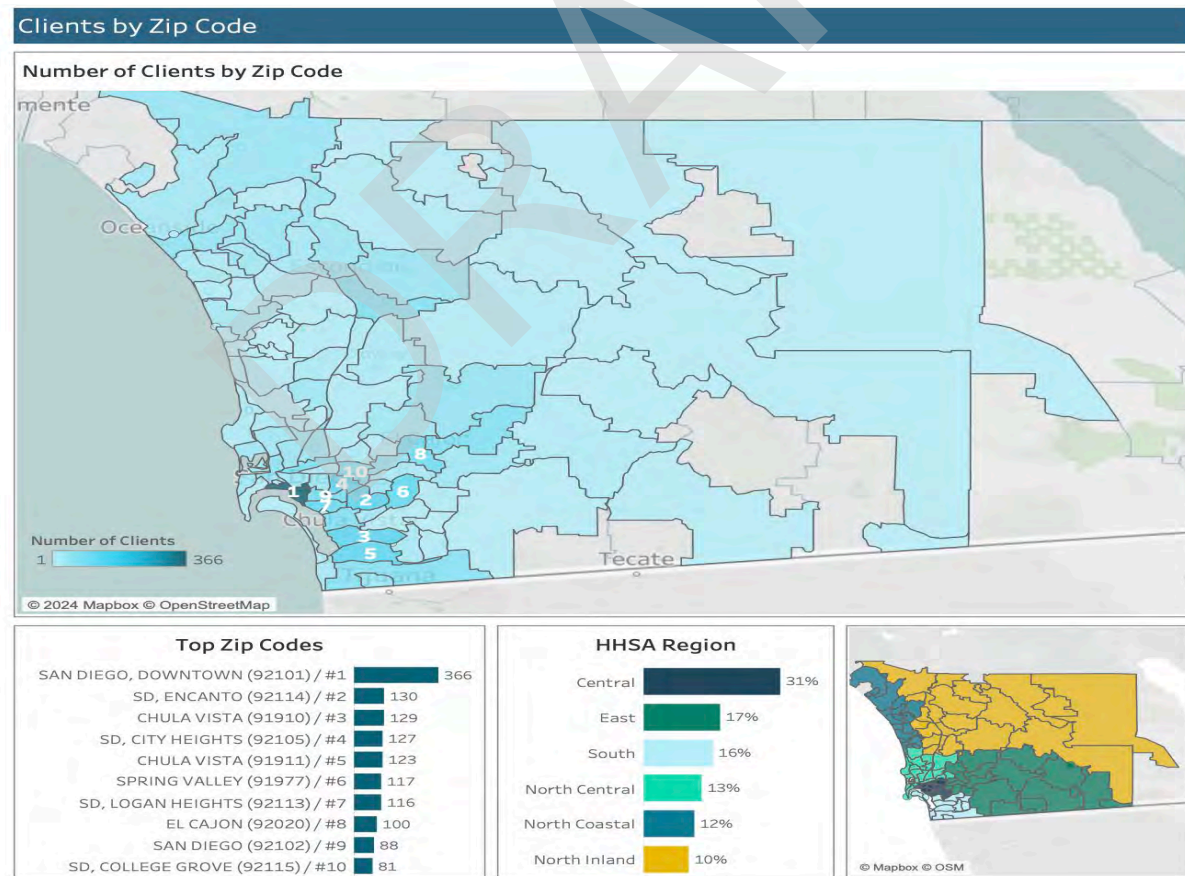 Clients by Zip Code
Number of Clients by Zip Code
mente
Oce
8
10
4
1
9
2
6
7
Chula Vista
3
5
Tijuana
Tecate
Number of Clients
1
366
© 2024 Mapbox © OpenStreetMap
Top Zip Codes
SAN DIEGO, DOWNTOWN (92101) / #1 366
SD, ENCANTO (92114) / #2 130
CHULA VISTA (91910) / #3 129
SD, CITY HEIGHTS (92105) / #4 127
CHULA VISTA (91911) / #5 123
SPRING VALLEY (91977) / #6 117
SD, LOGAN HEIGHTS (92113) / #7 116
EL CAJON (92020) / #8 100
SAN DIEGO (92102) / #9 88
SD, COLLEGE GROVE (92115) / #10 81
HHSA Region
Central 31%
East 17%
South 16%
North Central 13%
North Coastal 12%
North Inland 10%
© Mapbox © OSM